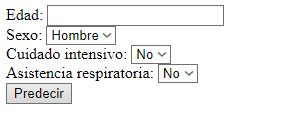 Edad:
Sexo: Hombre
Cuidado intensivo: No
Asistencia respiratoria: No
Predecir